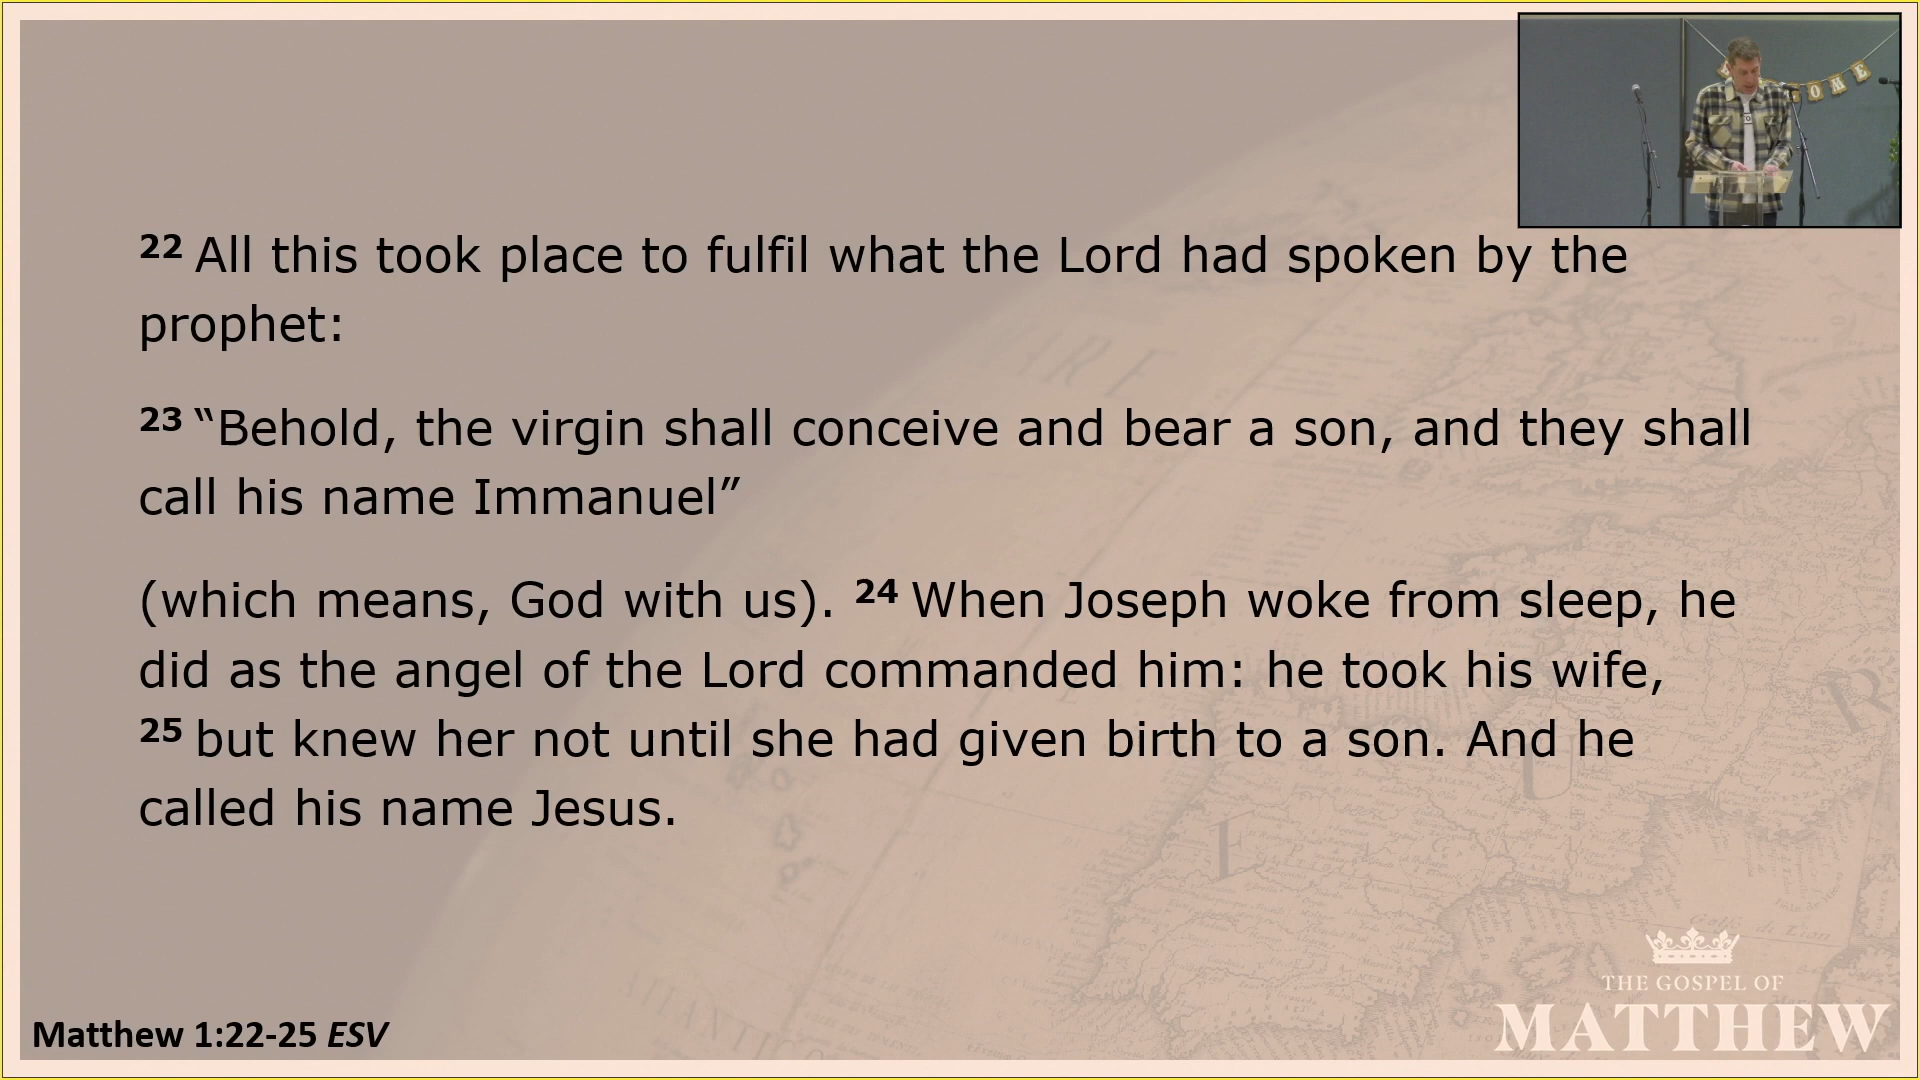 22 All this took place to fulfil what the Lord had spoken by the
prophet:
23 “Behold, the virgin shall conceive and bear a son, and they shall
call his name Immanuel”
(which means, God with us). 24 When Joseph woke from sleep, he
did as the angel of the Lord commanded him: he took his wife,
25 but knew her not until she had given birth to a son. And he
called his name Jesus.
Matthew 1:22-25 ESV
THE GOSPEL OF
MATTHEW
OME